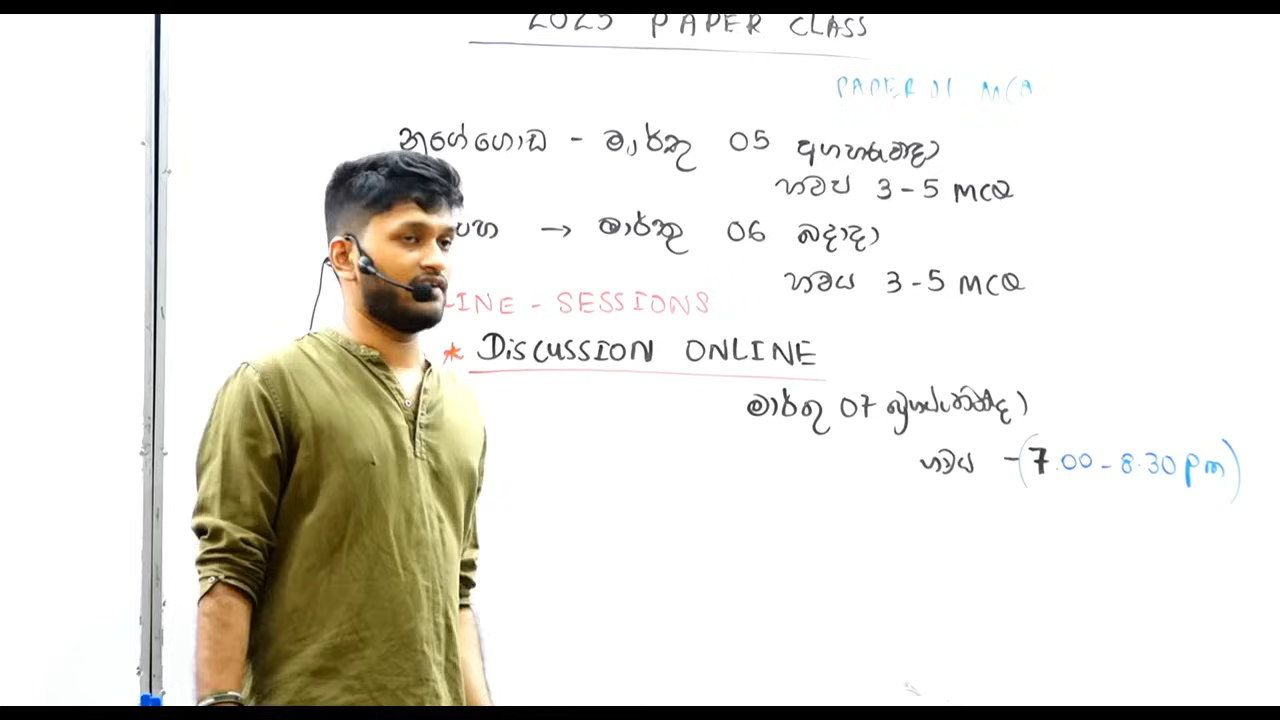 2025 PAPER CLASS
PAPER 01 MCQ
නුගේගොඩ - මාර්තු 05 අඟහරුවාදා
හවස 3-5 MCQ
පහ → මාර්තු 06 බදාදා
හවස 3-5 MCQ
LINE - SESSIONS
* DISCUSSION ONLINE
මාර්තු 07 බ්‍රහස්පතින්දා
හවස - (7.00 - 8.30 pm)